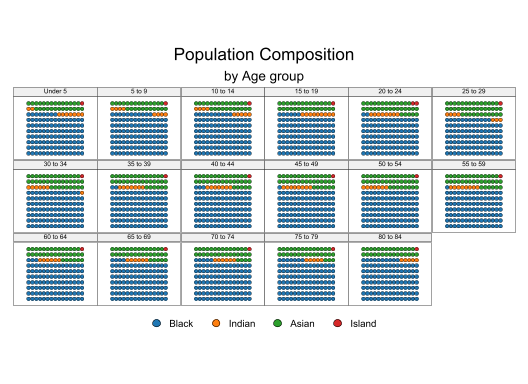 Population Composition
by Age group
Under 5
5 to 9
10 to 14
15 to 19
20 to 24
25 to 29
30 to 34
35 to 39
40 to 44
45 to 49
50 to 54
55 to 59
60 to 64
65 to 69
70 to 74
75 to 79
80 to 84
Black Indian Asian Island